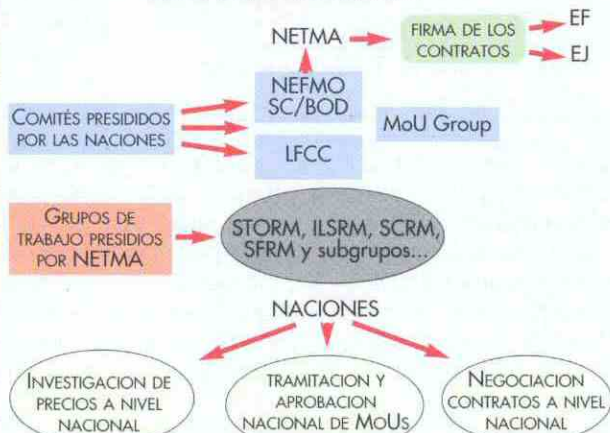 NETMA
FIRMA DE LOS
CONTRATOS
EF
EJ
NEFMO
SC/BOD
MoU Group
COMITÉS PRESIDIDOS
POR LAS NACIONES
LFCC
GRUPOS DE
TRABAJO PRESIDIOS
POR NETMA
STORM, ILSRM, SCRM,
SFRM y subgrupos...
NACIONES
INVESTIGACION DE
PRECIOS A NIVEL
NACIONAL
TRAMITACION Y
APROBACION
NACIONAL DE MOUS
NEGOCIACION
CONTRATOS A NIVEL
NACIONAL